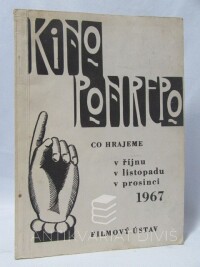 KINO
PONREPO
CO HRAJEME
v říjnu
v listopadu
v prosinci
1967
FILMOVÝ ÚSTAV